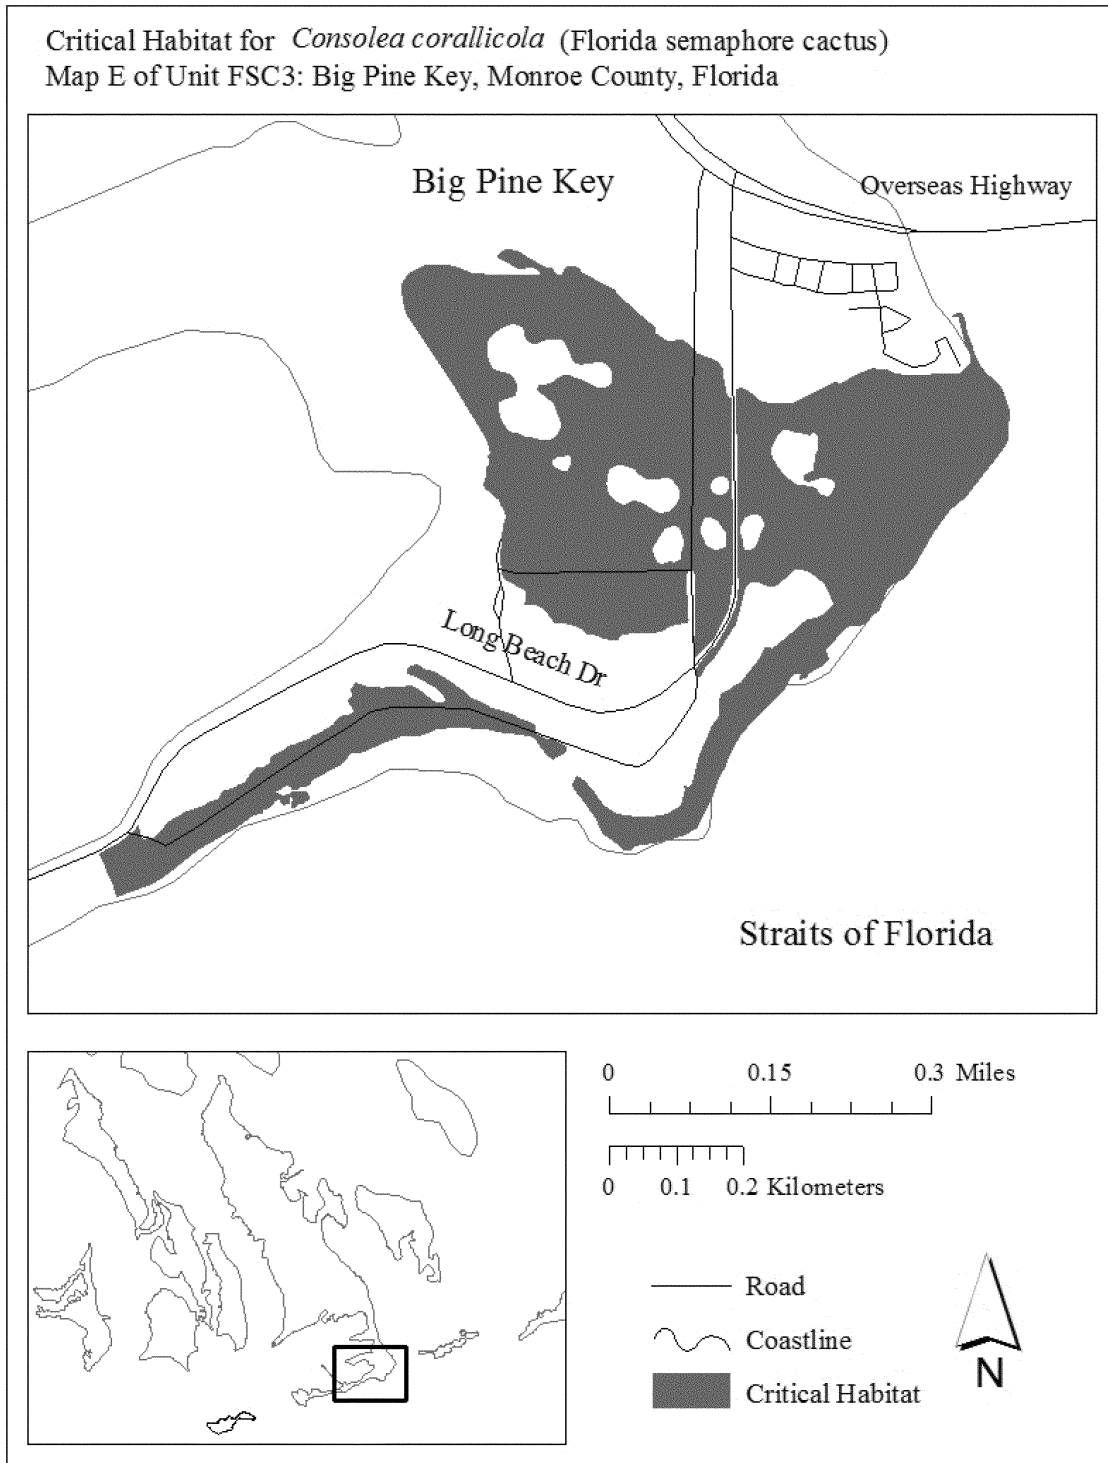 Critical Habitat for Consolea corallicola (Florida semaphore cactus)
Map E of Unit FSC3: Big Pine Key, Monroe County, Florida
Big Pine Key
Overseas Highway
Long Beach Dr
Straits of Florida
0 0.15 0.3 Miles
0 0.1 0.2 Kilometers
Road
Coastline
Critical Habitat
N